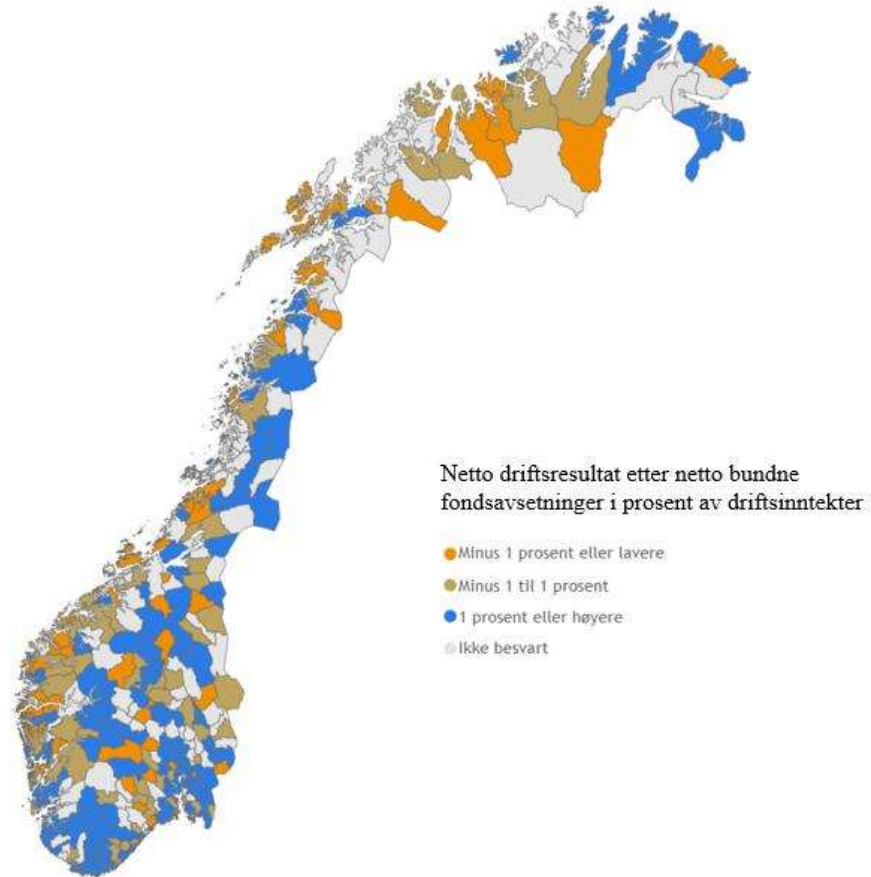 Netto driftsresultat etter netto bundne
fondsavsetninger i prosent av driftsinntekter
Minus 1 prosent eller lavere
Minus 1 til 1 prosent
1 prosent eller høyere
Ikke besvart